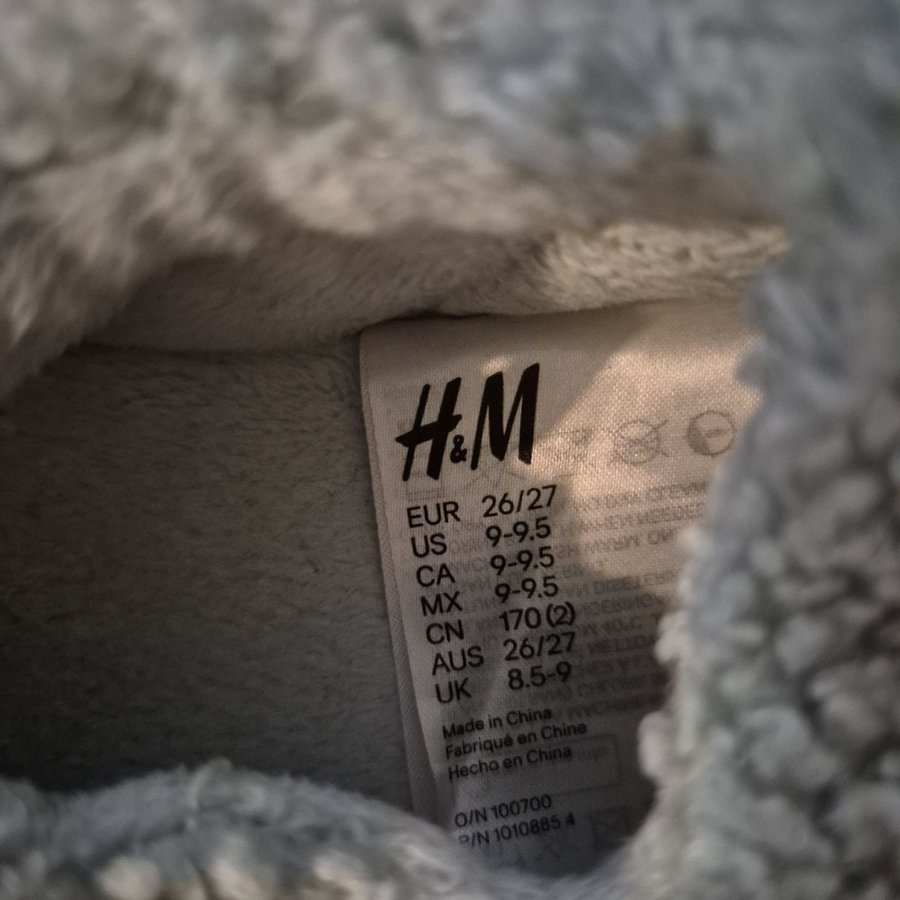 H&M
EUR 26/27
US 9-9.5
CA 9-9.5
MX 9-9.5
CN 170 (2)
AUS 26/27
UK 8.5-9
Made in China
Fabriqué en Chine
Hecho en China
O/N 100700
P/N 1010885 4